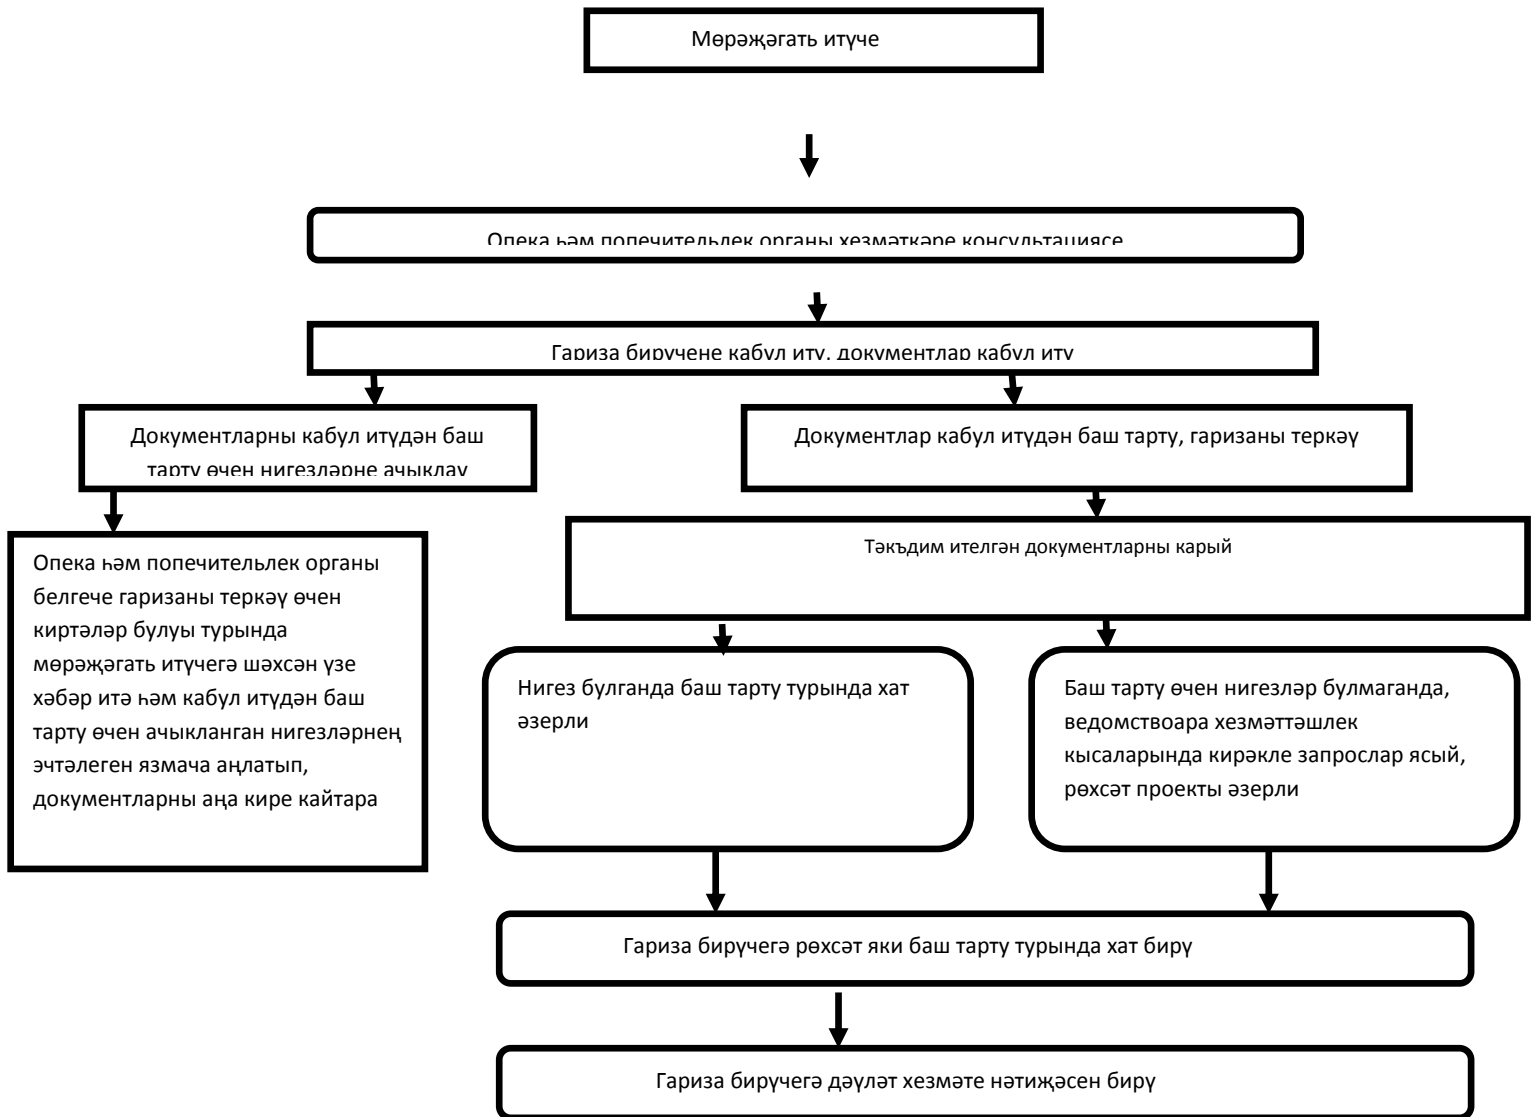 Мөрәҗәгать итүче
Опека һәм попечительлек органы хезмәткәре консультациясе
Гариза бирүчене кабул итү, документлар кабул итү
Документларны кабул итүдән баш
тарту өчен нигезләрне ачыклау
Документлар кабул итүдән баш тарту, гаризаны теркәү
Тәкъдим ителгән документларны карый
Опека һәм попечительлек органы
белгече гаризаны теркәү өчен
киртәләр булуы турында
мөрәҗәгать итүчегә шәхсән үзе
хәбәр итә һәм кабул итүдән баш
тарту өчен ачыкланган нигезләрнең
эчтәлеген язмача аңлатып,
документларны аңа кире кайтара
Нигез булганда баш тарту турында хат
әзерли
Баш тарту өчен нигезләр булмаганда,
ведомствоара хезмәттәшлек
кысаларында кирәкле запрослар ясый,
рөхсәт проекты әзерли
Гариза бирүчегә рөхсәт яки баш тарту турында хат бирү
Гариза бирүчегә дәүләт хезмәте нәтиҗәсен бирү